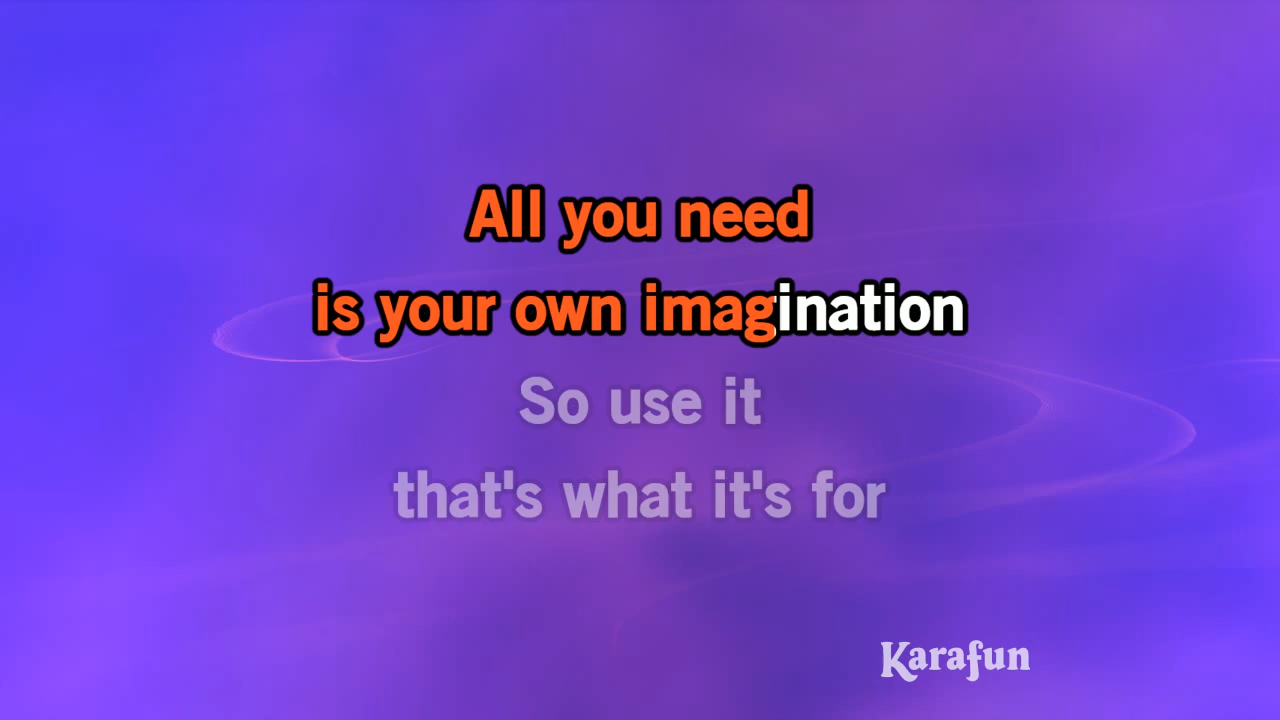 All you need
is your own imagination
So use it
that's what it's for
Karafun